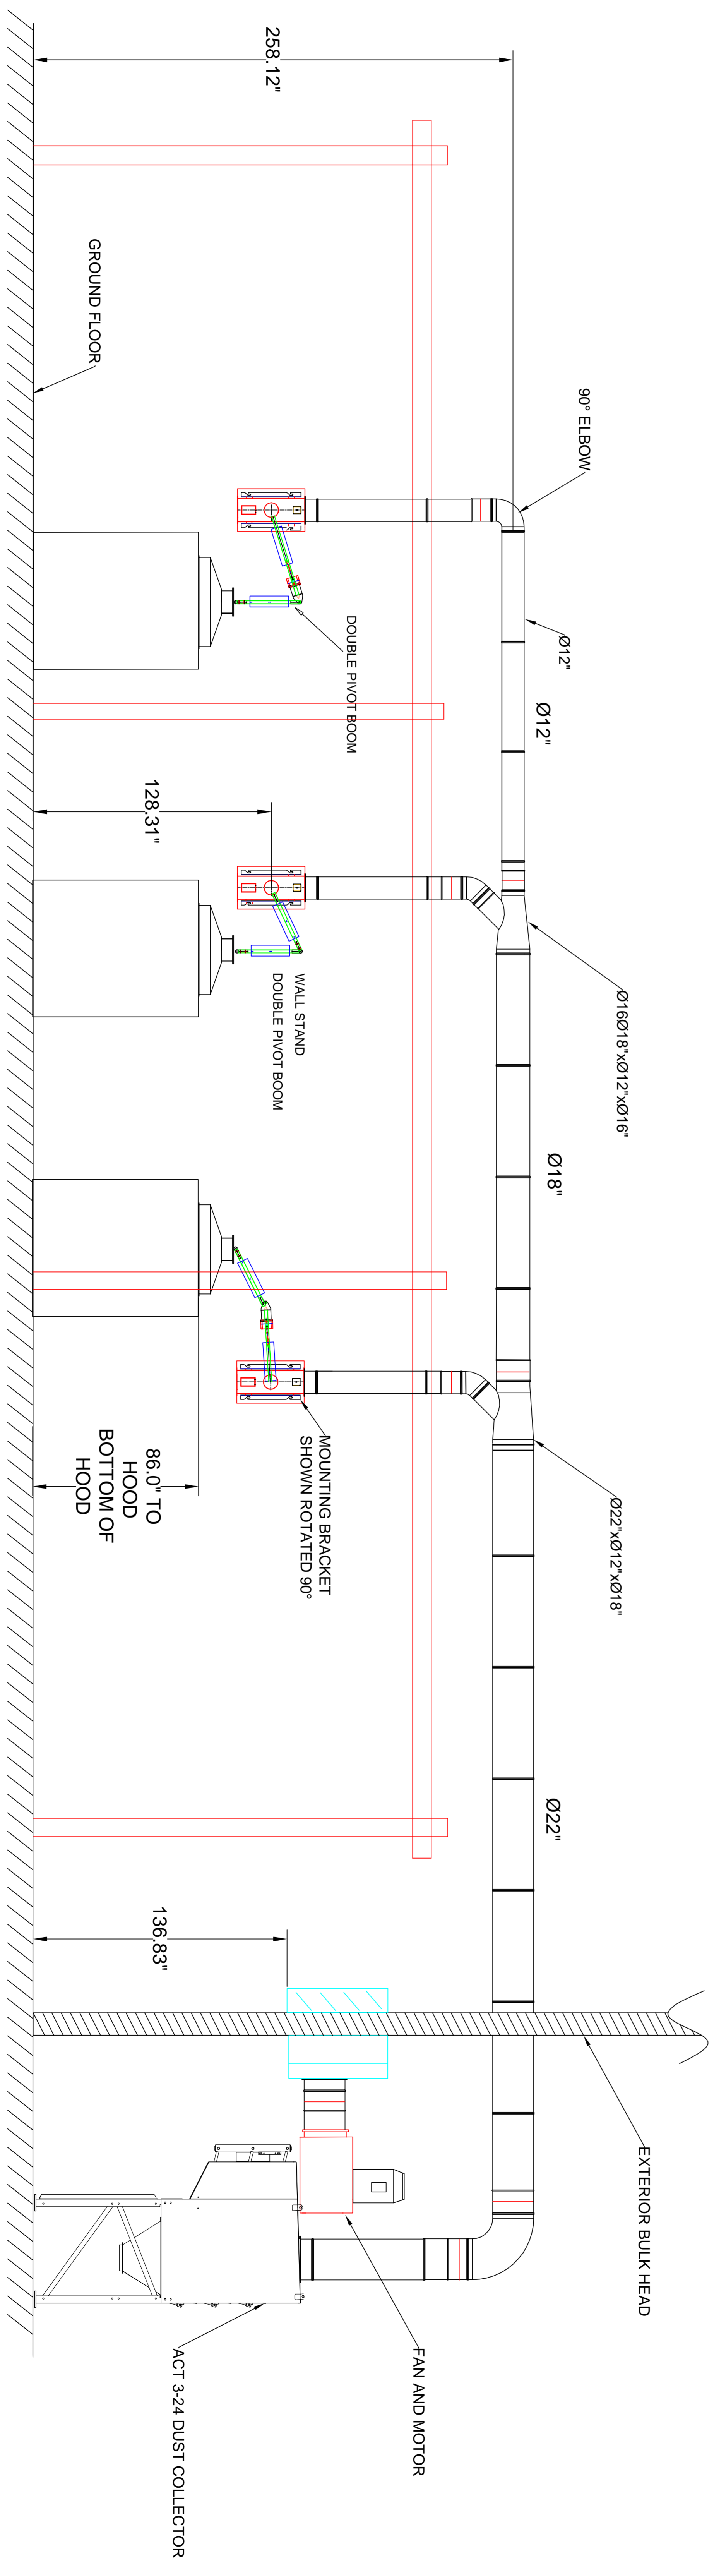 258.12"
GROUND FLOOR
90° ELBOW
Ø12"
DOUBLE PIVOT BOOM
Ø12"
128.31"
WALL STAND
DOUBLE PIVOT BOOM
Ø16Ø18"xØ12"xØ16"
Ø18"
86.0" TO
HOOD
BOTTOM OF
HOOD
MOUNTING BRACKET
SHOWN ROTATED 90°
Ø22"xØ12"xØ18"
Ø22"
136.83"
EXTERIOR BULK HEAD
FAN AND MOTOR
ACT 3-24 DUST COLLECTOR